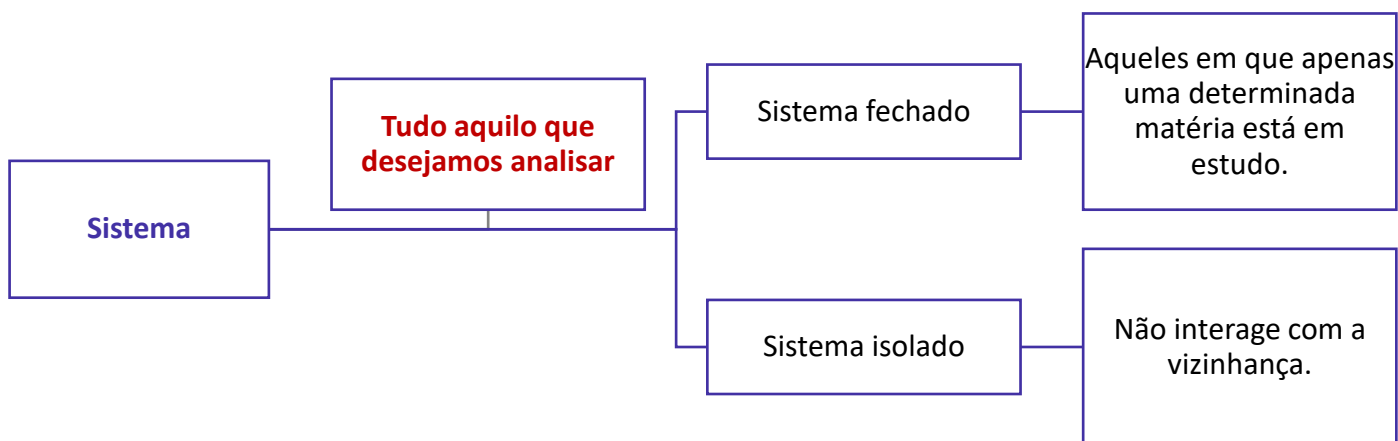 Sistema
Tudo aquilo que
desejamos analisar
Sistema fechado
Aqueles em que apenas
uma determinada
matéria está em
estudo.
Sistema isolado
Não interage com a
vizinhança.